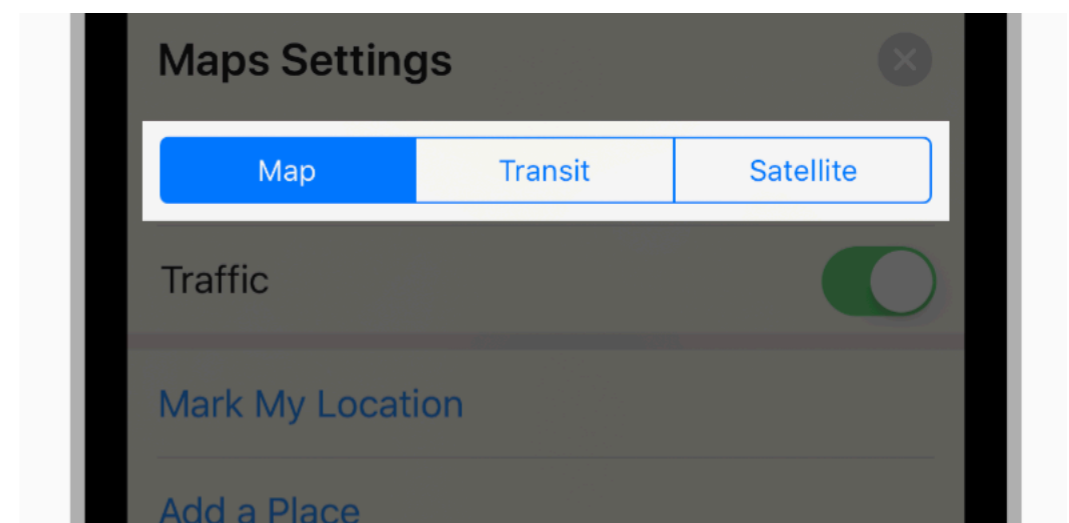 Maps Settings
Map Transit Satellite
Traffic
Mark My Location
Add a Place